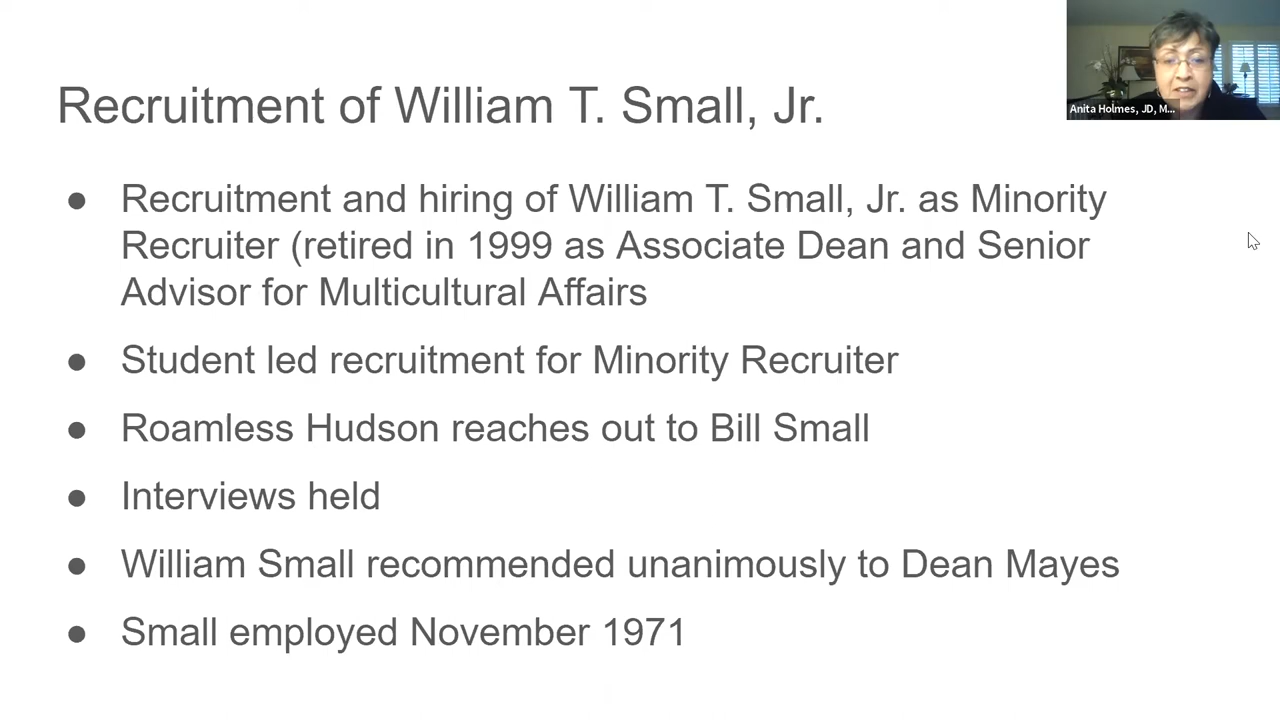 Anita Holmes, JD, M...
Recruitment of William T. Small, Jr.
● Recruitment and hiring of William T. Small, Jr. as Minority
Recruiter (retired in 1999 as Associate Dean and Senior
Advisor for Multicultural Affairs
● Student led recruitment for Minority Recruiter
● Roamless Hudson reaches out to Bill Small
● Interviews held
● William Small recommended unanimously to Dean Mayes
● Small employed November 1971